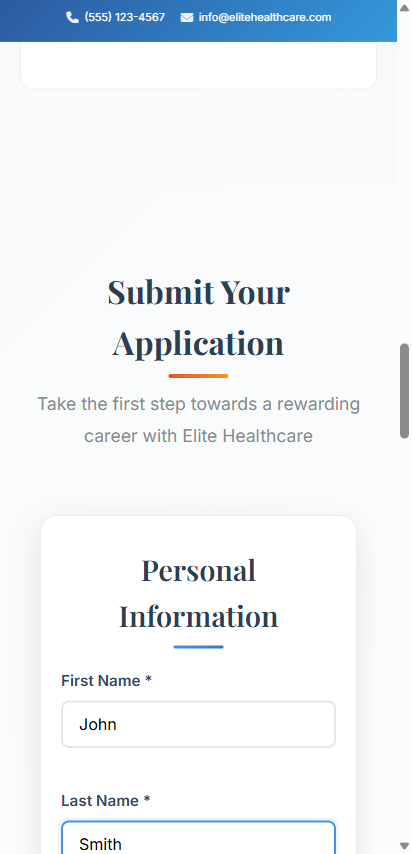 (555) 123-4567 info@elitehealthcare.com
Submit Your
Application
Take the first step towards a rewarding
career with Elite Healthcare
Personal
Information
First Name *
John
Last Name *
Smith